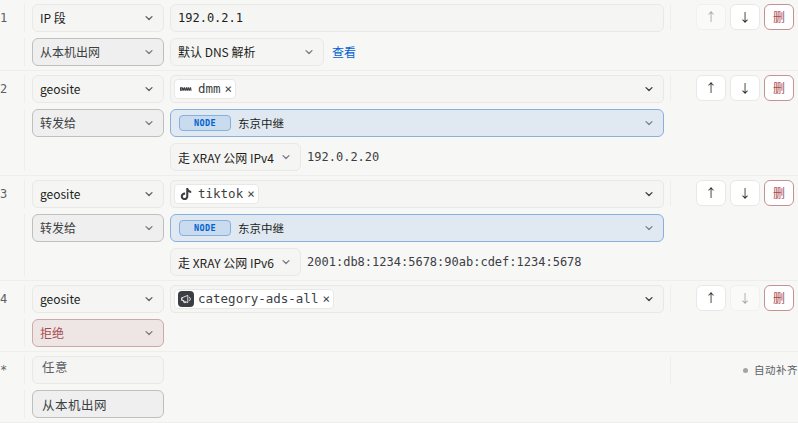 1 IP 段 192.0.2.1 ↑ ↓ 删
从本机出网 默认 DNS 解析 查看
2 geosite dmm × ↑ ↓ 删
转发给 NODE 东京中继
走 XRAY 公网 IPv4 192.0.2.20
3 geosite tiktok × ↑ ↓ 删
转发给 NODE 东京中继
走 XRAY 公网 IPv6 2001:db8:1234:5678:90ab:cdef:1234:5678
4 geosite category-ads-all × ↑ ↓ 删
拒绝
* 任意 自动补齐
从本机出网